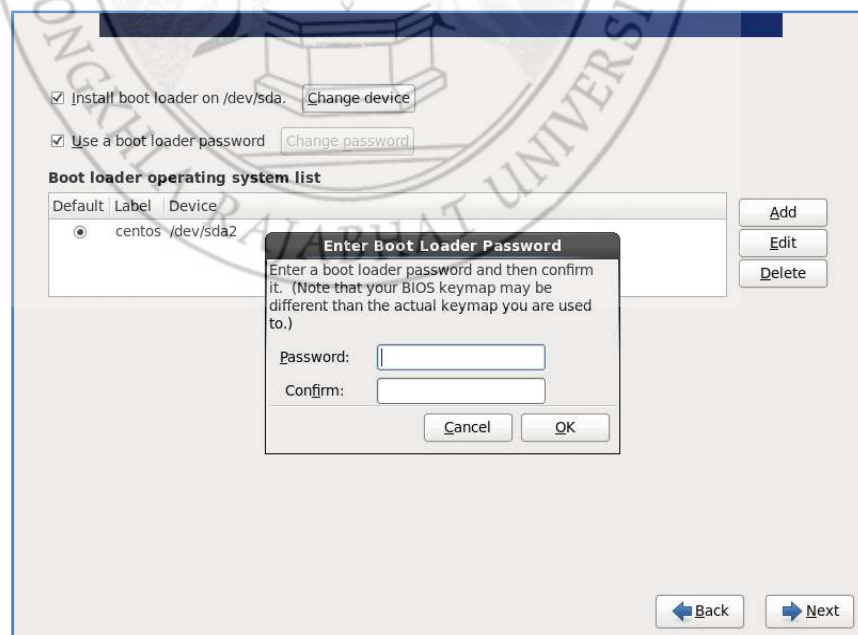 Install boot loader on /dev/sda. Change device
Use a boot loader password Change password
Boot loader operating system list
Default Label Device
centos /dev/sda2
Add
Edit
Delete
Enter Boot Loader Password
Enter a boot loader password and then confirm
it. (Note that your BIOS keymap may be
different than the actual keymap you are used
to.)
Password:
Confirm:
Cancel OK
Back Next
RAJABHAT UNIVERSI